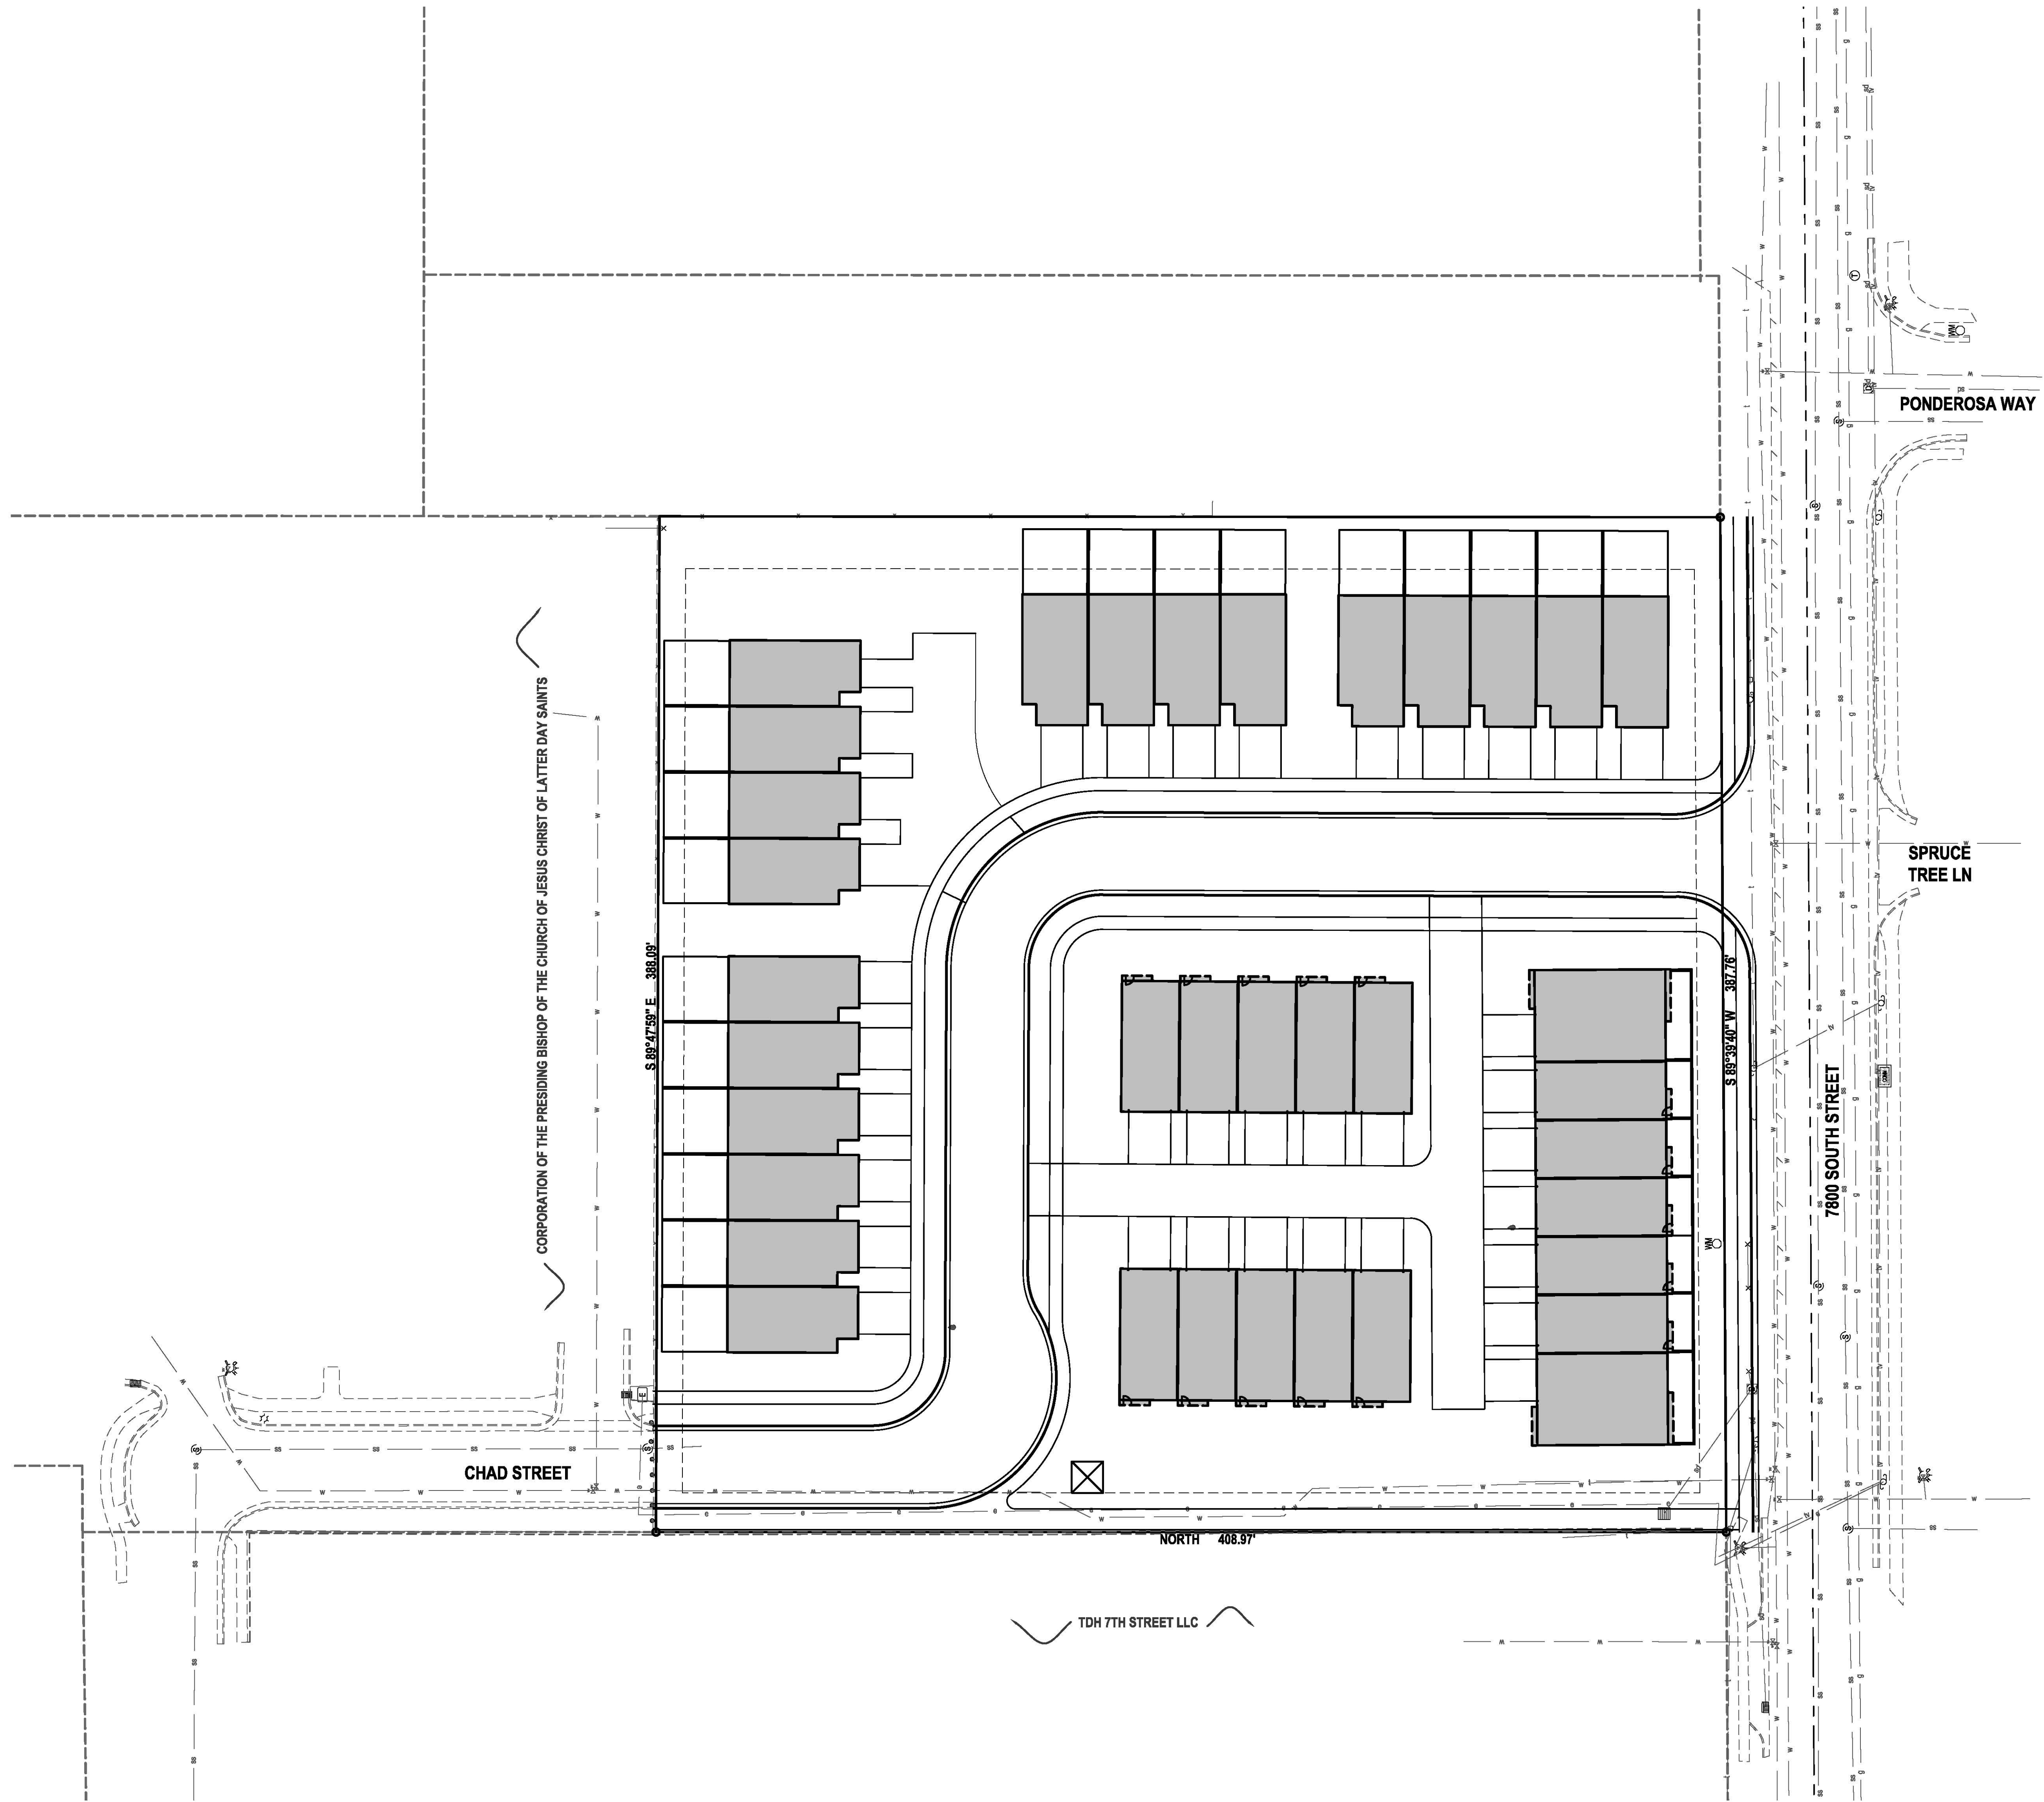 PONDEROSA WAY
SPRUCE
TREE LN
CORPORATION OF THE PRESIDING BISHOP OF THE CHURCH OF JESUS CHRIST OF LATTER DAY SAINTS
S 89°47'59" E 388.09'
S 89°39'40" W 387.76'
7800 SOUTH STREET
WM
WM
CHAD STREET
NORTH 408.97'
TDH 7TH STREET LLC